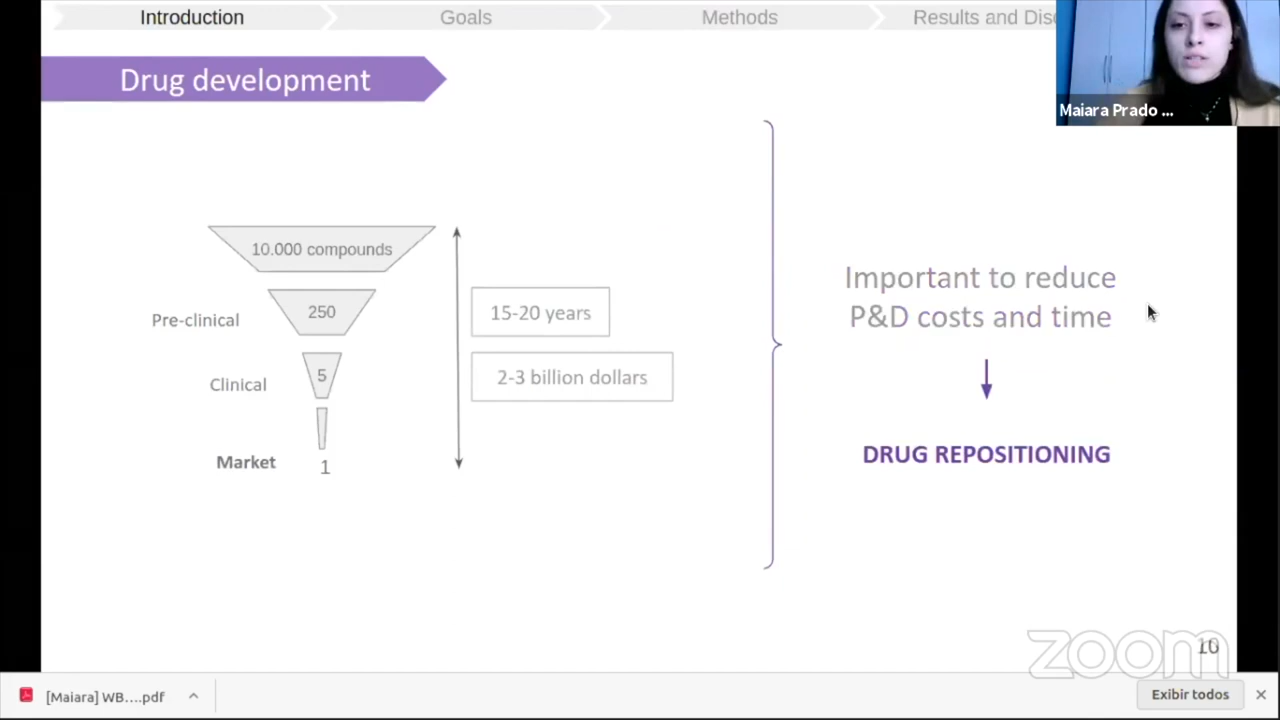 Introduction
Goals
Methods
Results and Disc
Maiara Prado ...
Drug development
10.000 compounds
Pre-clinical
250
Clinical
5
Market
1
15-20 years
2-3 billion dollars
Important to reduce
P&D costs and time
DRUG REPOSITIONING
zoom
10
[Maiara] WB....pdf
Exibir todos